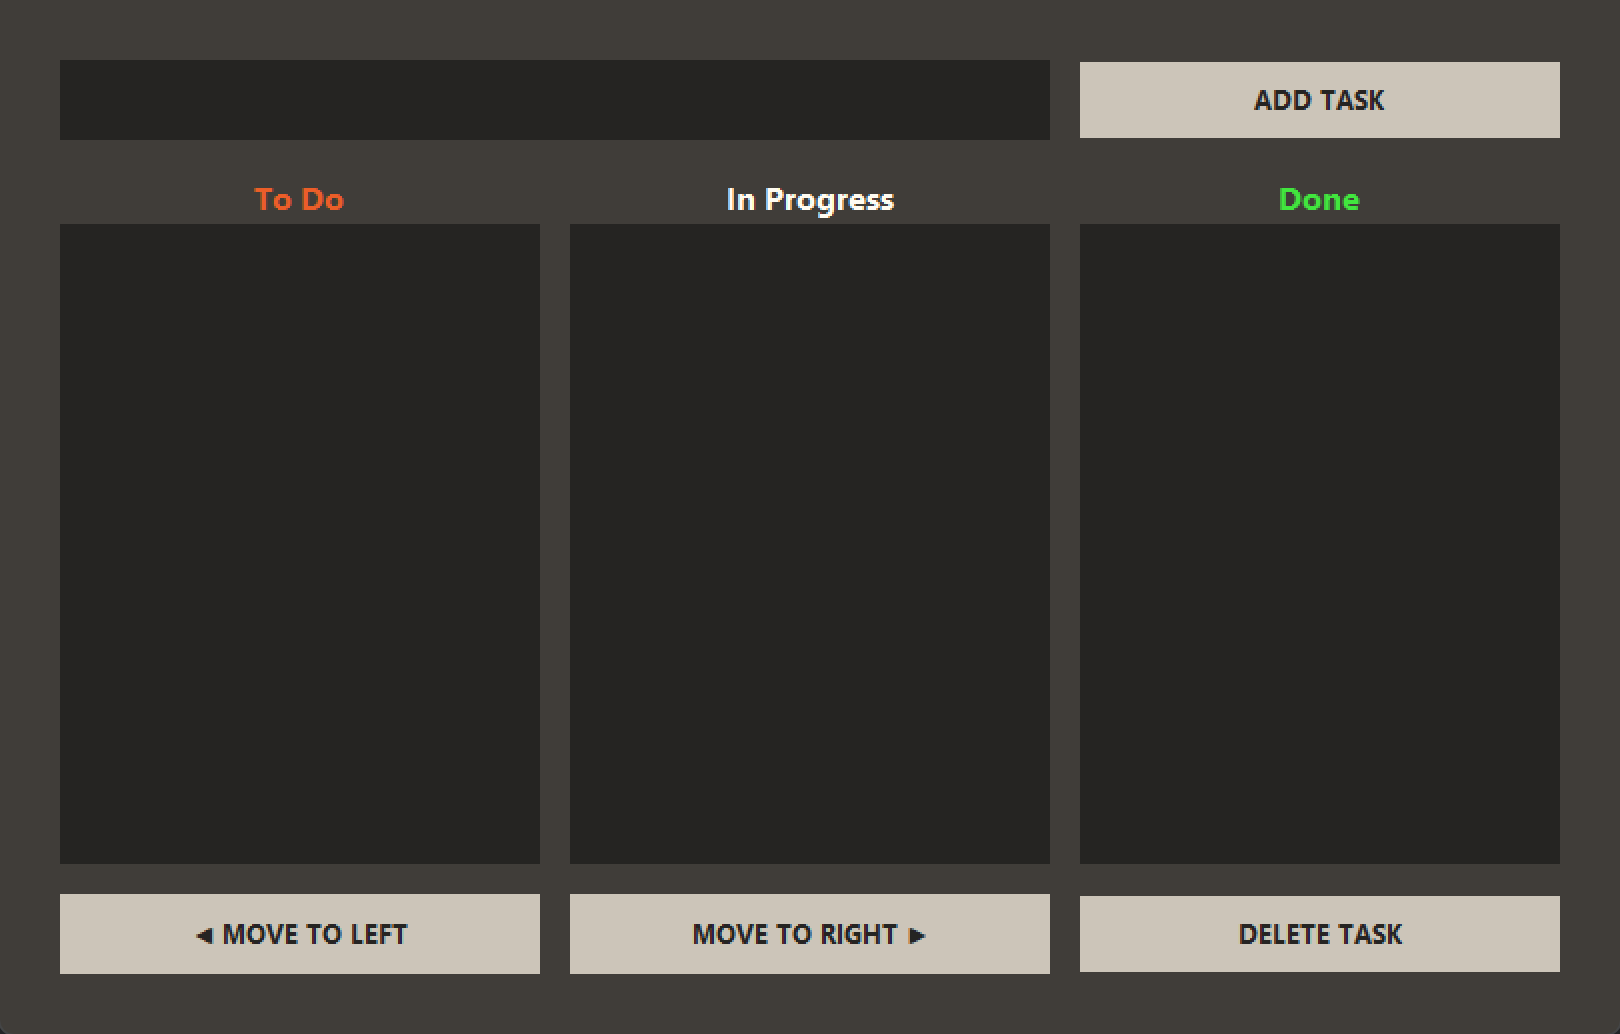 ADD TASK
To Do
In Progress
Done
◄ MOVE TO LEFT
MOVE TO RIGHT ►
DELETE TASK